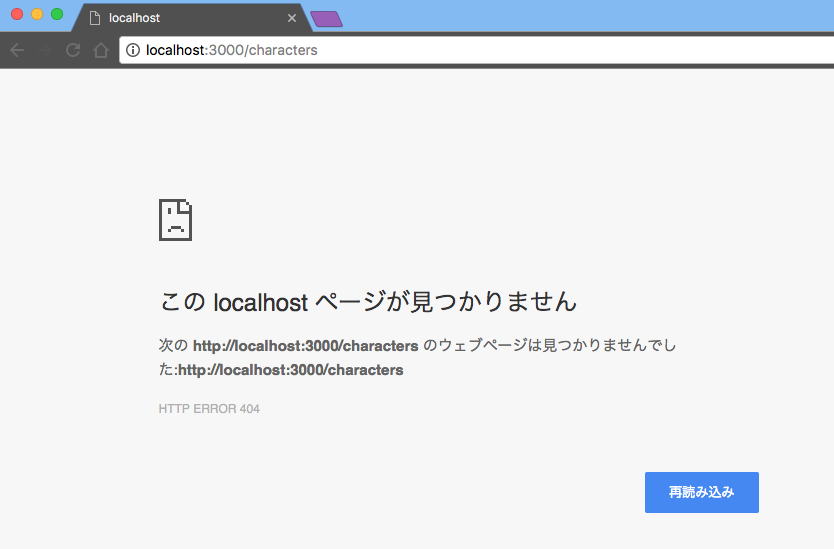 localhost
localhost:3000/characters
この localhost ページが見つかりません
次の http://localhost:3000/characters のウェブページは見つかりませんでし
た:http://localhost:3000/characters
HTTP ERROR 404
再読み込み